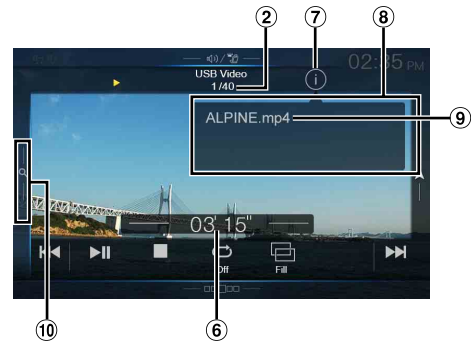 ② ⑦ ⑧
02:35 PM
USB Video
1/40
ALPINE.mp4
⑨
03' 15"
Off Fill
⑩ ⑥